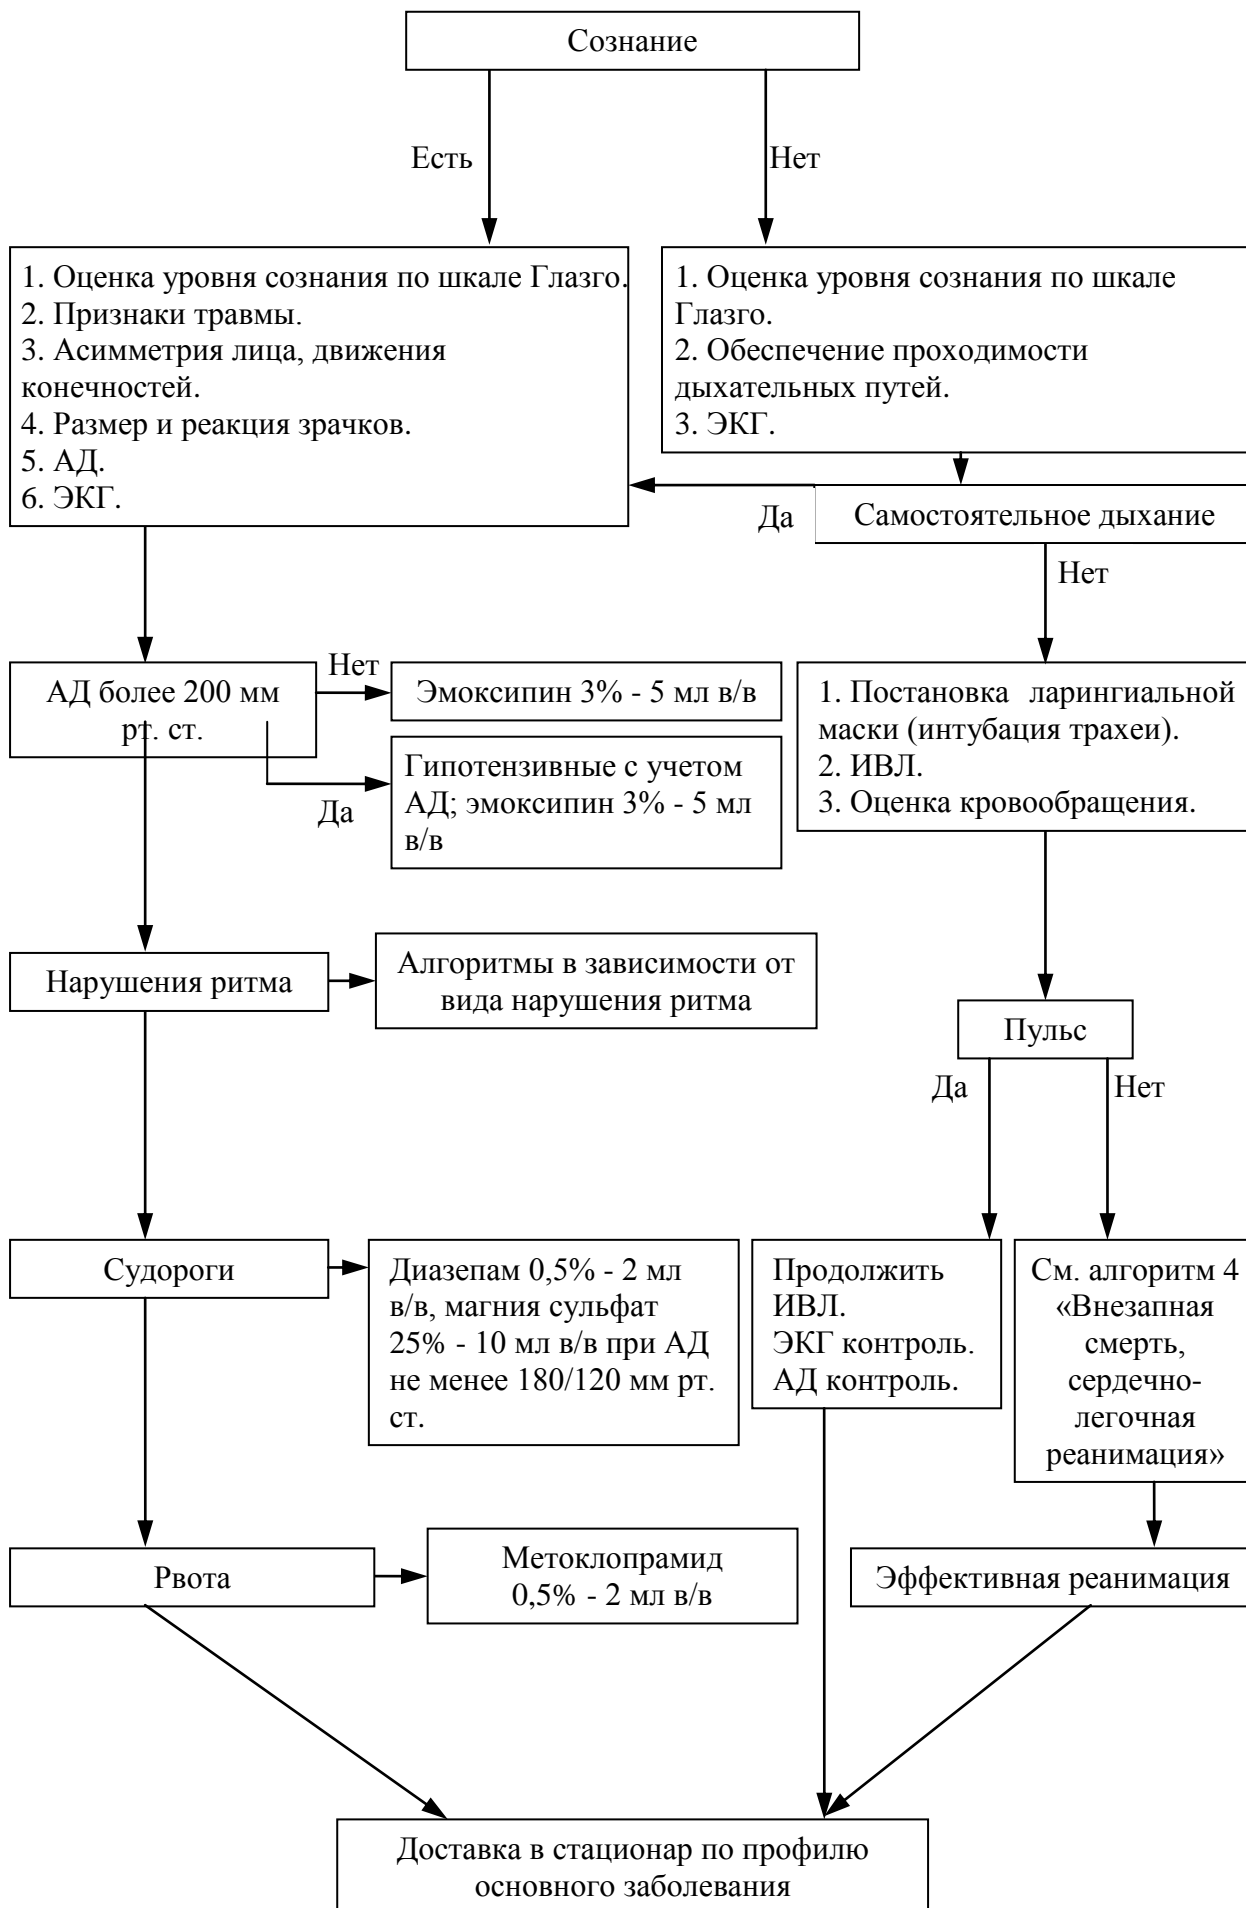 Сознание
Есть
Нет
1. Оценка уровня сознания по шкале Глазго.
2. Признаки травмы.
3. Асимметрия лица, движения
конечностей.
4. Размер и реакция зрачков.
5. АД.
6. ЭКГ.
1. Оценка уровня сознания по шкале
Глазго.
2. Обеспечение проходимости
дыхательных путей.
3. ЭКГ.
Да
Самостоятельное дыхание
Нет
АД более 200 мм
рт. ст.
Нет
Эмоксипин 3% - 5 мл в/в
Да
Гипотензивные с учетом
АД; эмоксипин 3% - 5 мл
в/в
1. Постановка ларингиальной
маски (интубация трахеи).
2. ИВЛ.
3. Оценка кровообращения.
Нарушения ритма
Алгоритмы в зависимости от
вида нарушения ритма
Пульс
Да
Нет
Судороги
Диазепам 0,5% - 2 мл
в/в, магния сульфат
25% - 10 мл в/в при АД
не менее 180/120 мм рт.
ст.
Продолжить
ИВЛ.
ЭКГ контроль.
АД контроль.
См. алгоритм 4
«Внезапная
смерть,
сердечно-
легочная
реанимация»
Рвота
Метоклопрамид
0,5% - 2 мл в/в
Эффективная реанимация
Доставка в стационар по профилю
основного заболевания